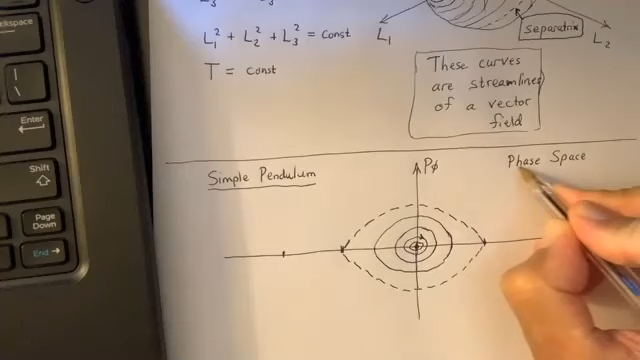 L₁² + L₂² + L₃² = const
L₁
separatrix
L₂
T = const
These curves
are streamlines
of a vector
field
Simple Pendulum
Pϕ
Phase Space
\
|
Enter
Shift
Page
Down
End